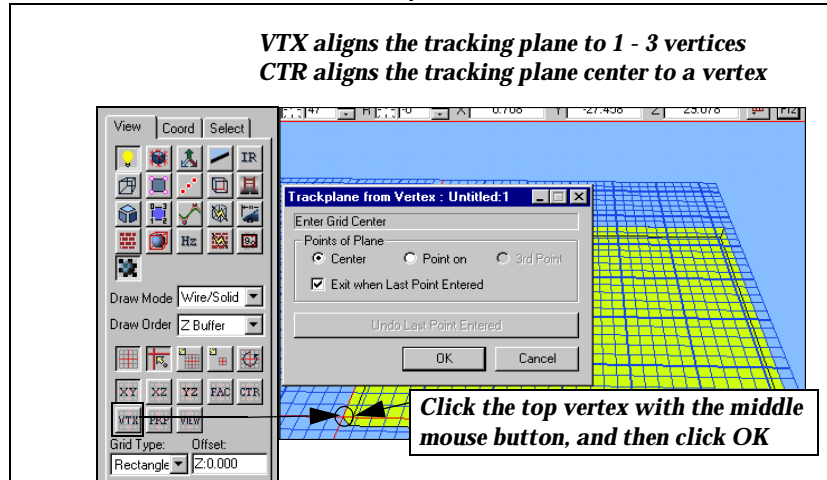 VTX aligns the tracking plane to 1 - 3 vertices
CTR aligns the tracking plane center to a vertex
View Coord Select
IR
Hz
Draw Mode Wire/Solid
Draw Order Z Buffer
XY XZ YZ FAC CTR
VTX PRP VIEW
Grid Type: Offset:
Rectangle Z:0.000
47 R -0 X 0.708 Y -27.458 Z 25.078
Trackplane from Vertex : Untitled:1
Enter Grid Center
Points of Plane
Center Point on 3rd Point
Exit when Last Point Entered
Undo Last Point Entered
OK Cancel
Click the top vertex with the middle
mouse button, and then click OK